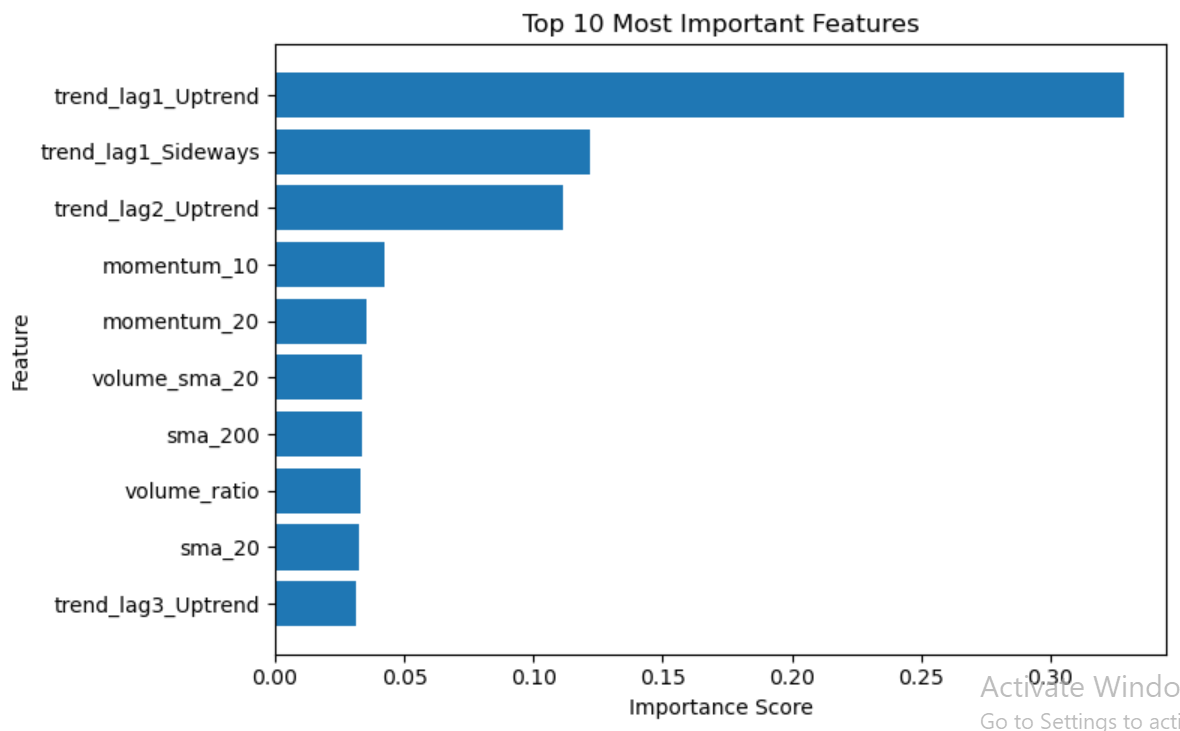 Top 10 Most Important Features
trend_lag1_Uptrend
trend_lag1_Sideways
trend_lag2_Uptrend
momentum_10
momentum_20
volume_sma_20
sma_200
volume_ratio
sma_20
trend_lag3_Uptrend
Feature
0.00 0.05 0.10 0.15 0.20 0.25 0.30
Importance Score
Activate Windo
Go to Settings to acti